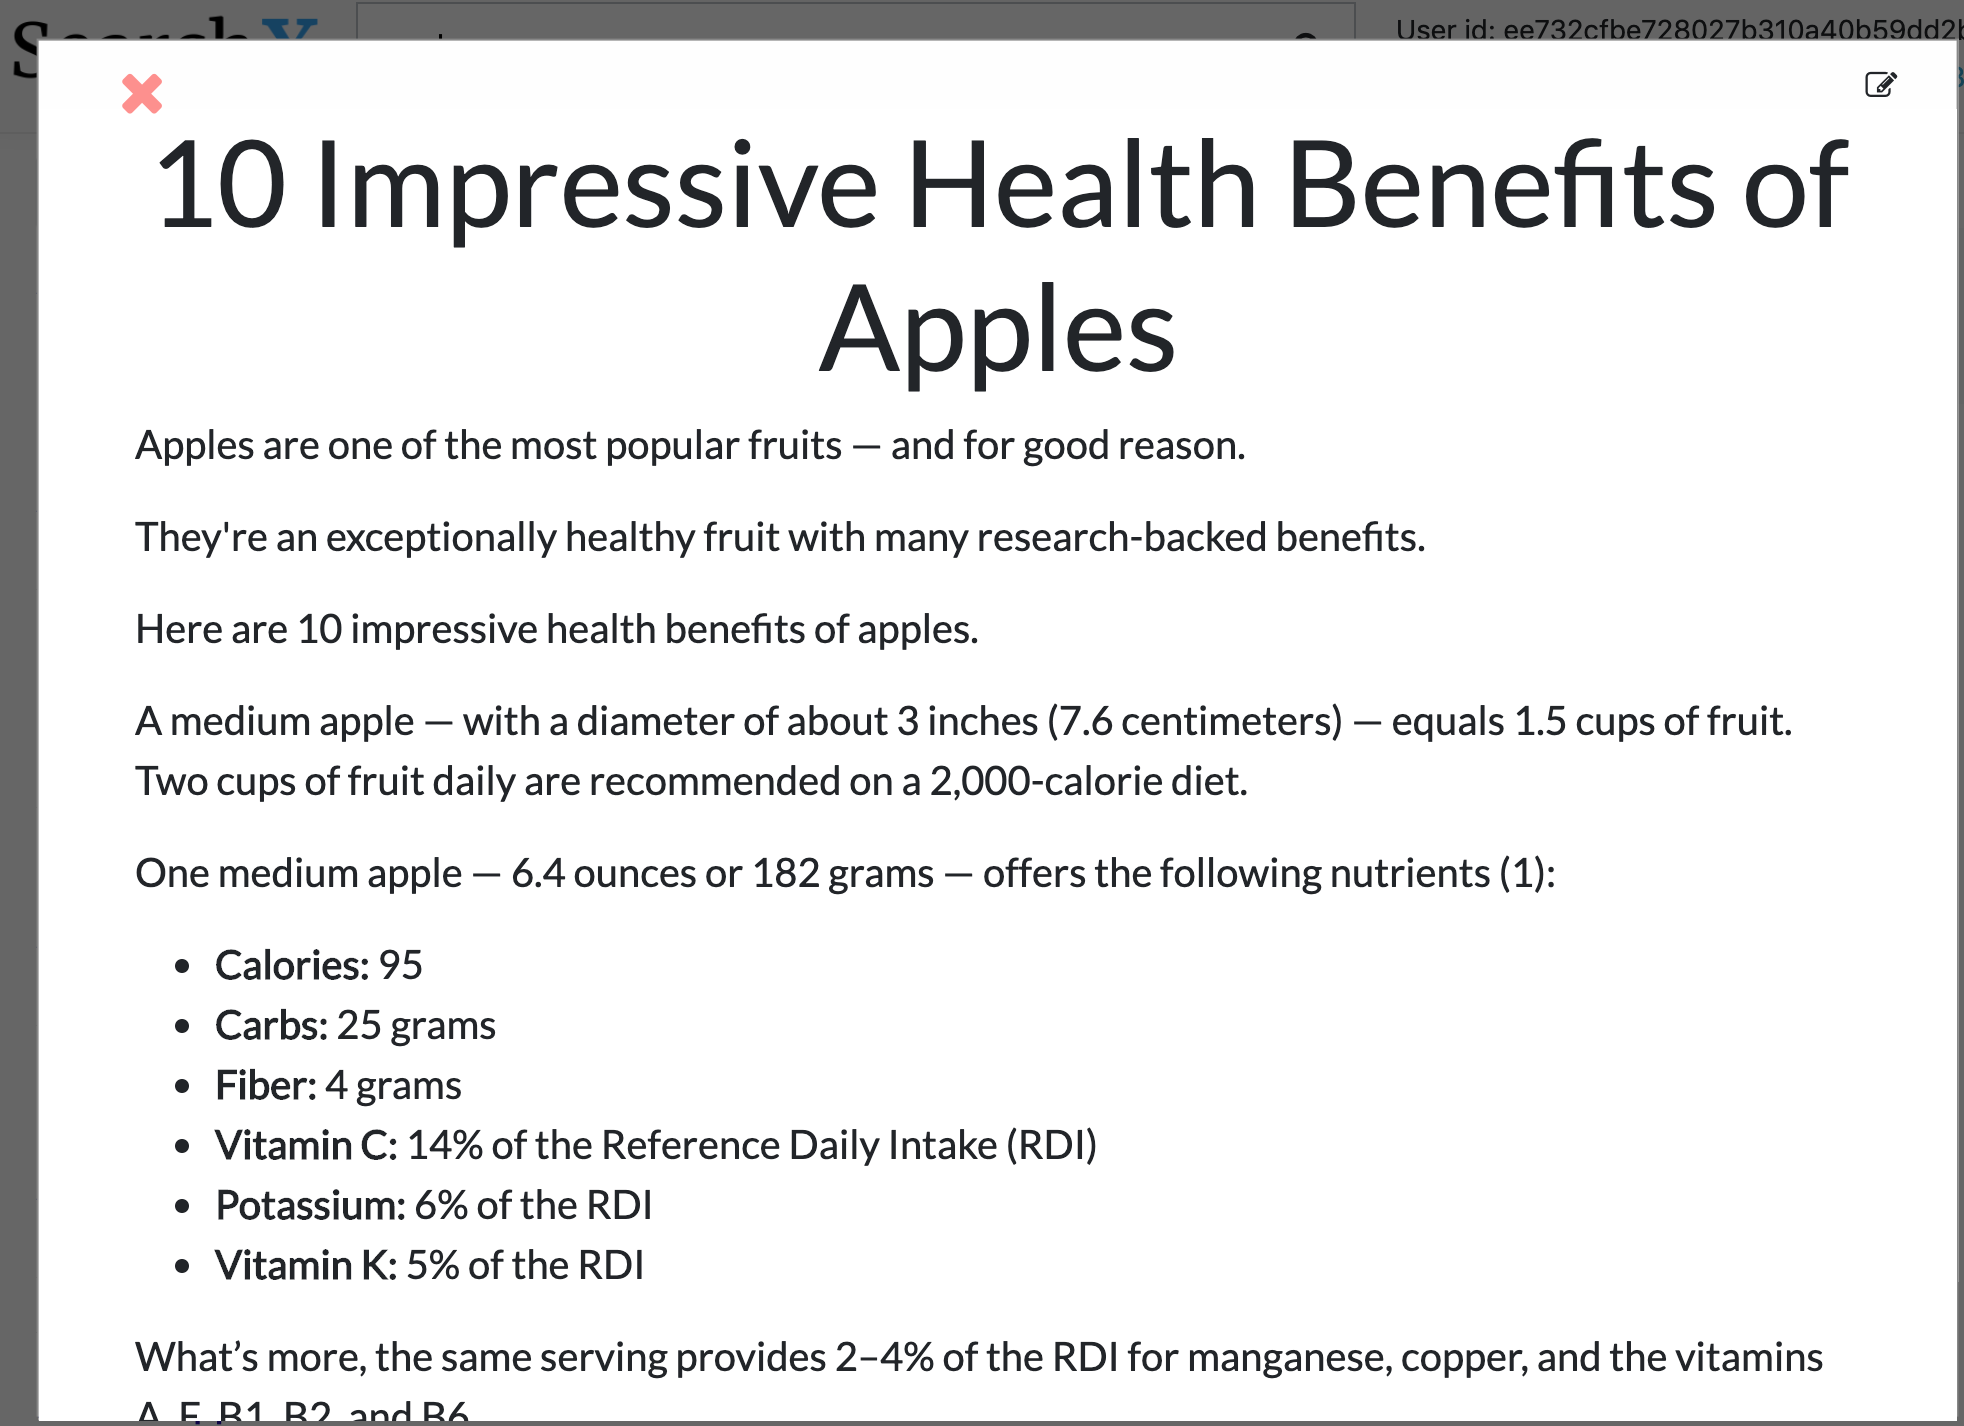 SearchX
User id: ee732cfbe728027b310a40b59dd2b
10 Impressive Health Benefits of
Apples
Apples are one of the most popular fruits — and for good reason.
They're an exceptionally healthy fruit with many research-backed benefits.
Here are 10 impressive health benefits of apples.
A medium apple — with a diameter of about 3 inches (7.6 centimeters) — equals 1.5 cups of fruit.
Two cups of fruit daily are recommended on a 2,000-calorie diet.
One medium apple — 6.4 ounces or 182 grams — offers the following nutrients (1):
• Calories: 95
• Carbs: 25 grams
• Fiber: 4 grams
• Vitamin C: 14% of the Reference Daily Intake (RDI)
• Potassium: 6% of the RDI
• Vitamin K: 5% of the RDI
What’s more, the same serving provides 2–4% of the RDI for manganese, copper, and the vitamins
A, E, B1, B2, and B6